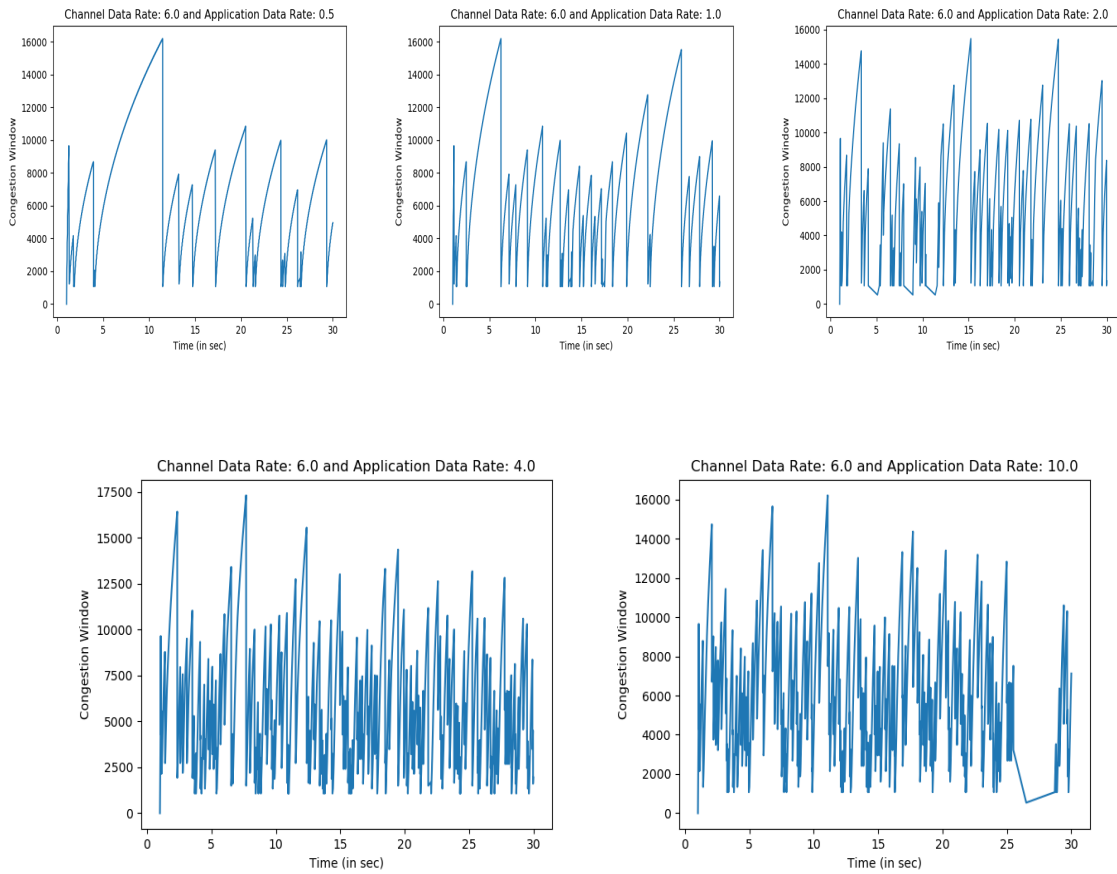 Channel Data Rate: 6.0 and Application Data Rate: 0.5
16000
14000
12000
10000
8000
6000
4000
2000
0
Congestion Window
0 5 10 15 20 25 30
Time (in sec)
Channel Data Rate: 6.0 and Application Data Rate: 1.0
16000
14000
12000
10000
8000
6000
4000
2000
0
Congestion Window
0 5 10 15 20 25 30
Time (in sec)
Channel Data Rate: 6.0 and Application Data Rate: 2.0
16000
14000
12000
10000
8000
6000
4000
2000
0
Congestion Window
0 5 10 15 20 25 30
Time (in sec)
Channel Data Rate: 6.0 and Application Data Rate: 4.0
17500
15000
12500
10000
7500
5000
2500
0
Congestion Window
0 5 10 15 20 25 30
Time (in sec)
Channel Data Rate: 6.0 and Application Data Rate: 10.0
16000
14000
12000
10000
8000
6000
4000
2000
0
Congestion Window
0 5 10 15 20 25 30
Time (in sec)